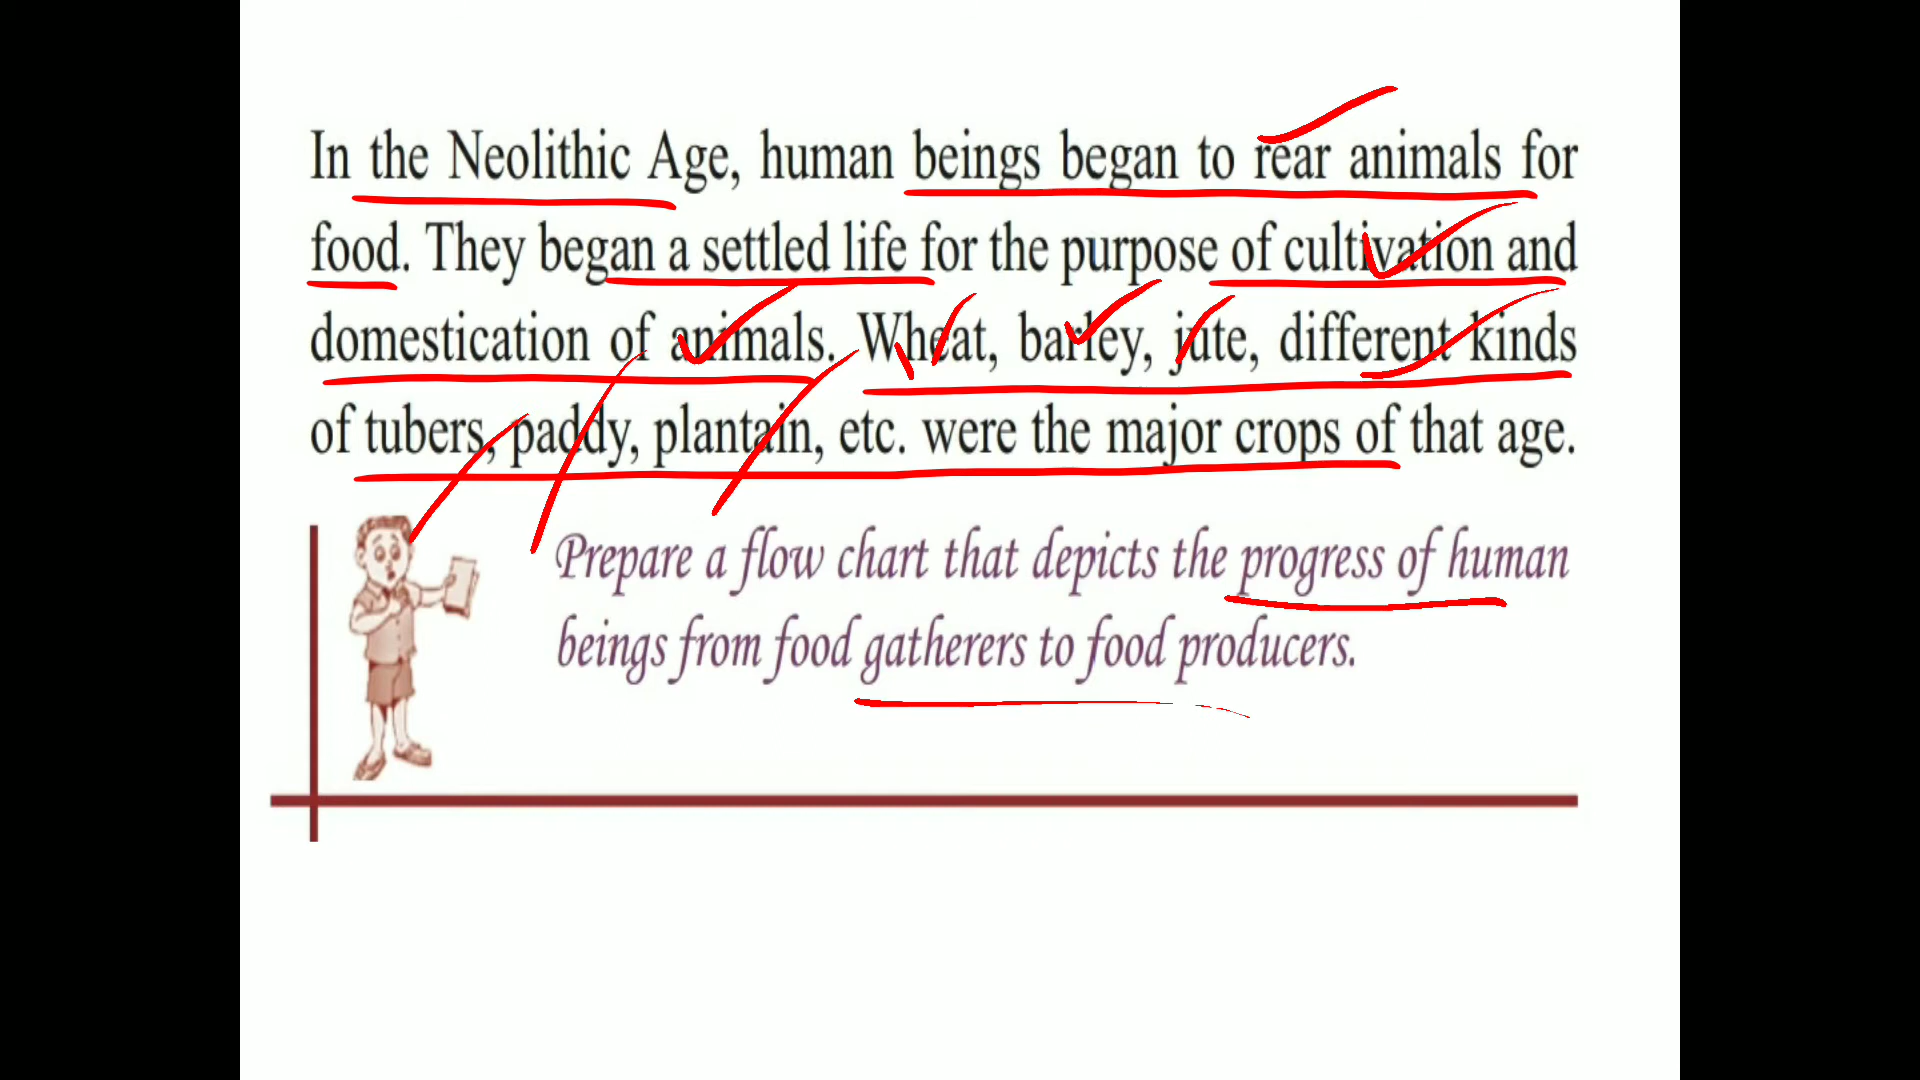 In the Neolithic Age, human beings began to rear animals for
food. They began a settled life for the purpose of cultivation and
domestication of animals. Wheat, barley, jute, different kinds
of tubers, paddy, plantain, etc. were the major crops of that age.
Prepare a flow chart that depicts the progress of human
beings from food gatherers to food producers.